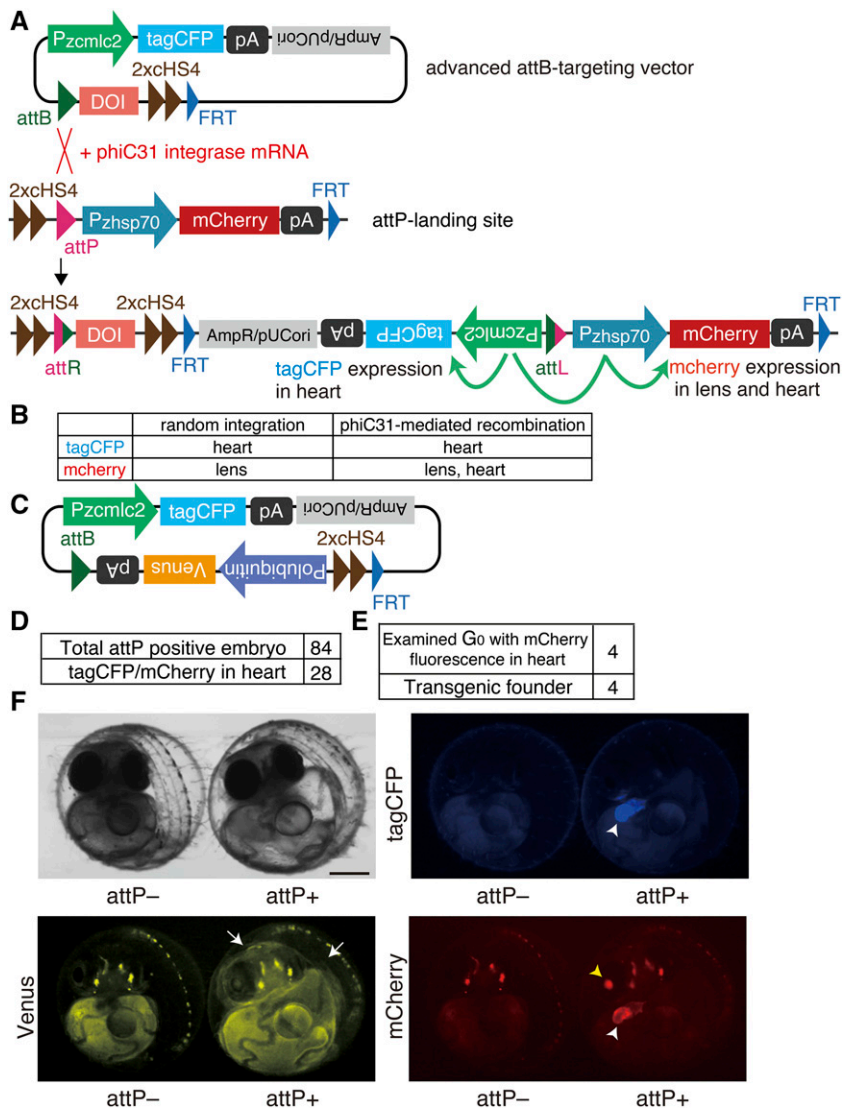 A
Pzcmlc2 tagCFP pA AmpR/pUCori
2xcHS4
advanced attB-targeting vector
attB DOI FRT
+ phiC31 integrase mRNA
2xcHS4 FRT
Pzhsp70 mCherry pA attP-landing site
attP
2xcHS4 2xcHS4 FRT
DOI AmpR/pUCori pA tagCFP Pzcmlc2 Pzhsp70 mCherry pA
attR FRT attL
tagCFP expression mcherry expression
in heart in lens and heart
B
random integration phiC31-mediated recombination
tagCFP heart heart
mcherry lens lens, heart
C
Pzcmlc2 tagCFP pA AmpR/pUCori
attB 2xcHS4
pA Venus Polubiquitin
FRT
D
Total attP positive embryo 84
tagCFP/mCherry in heart 28
E
Examined G0 with mCherry
fluorescence in heart 4
Transgenic founder 4
F
tagCFP
attP– attP+ attP– attP+
Venus mCherry
attP– attP+ attP– attP+